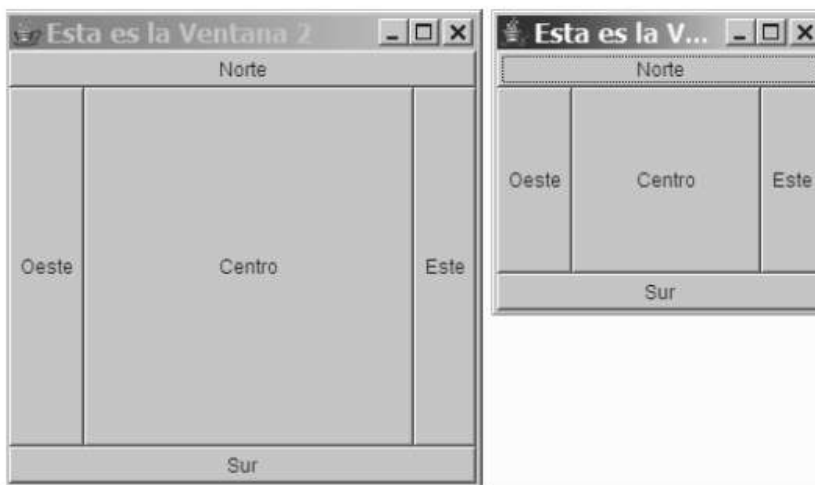 Esta es la Ventana 2
Norte
Oeste
Centro
Este
Sur
Esta es la V...
Norte
Oeste
Centro
Este
Sur